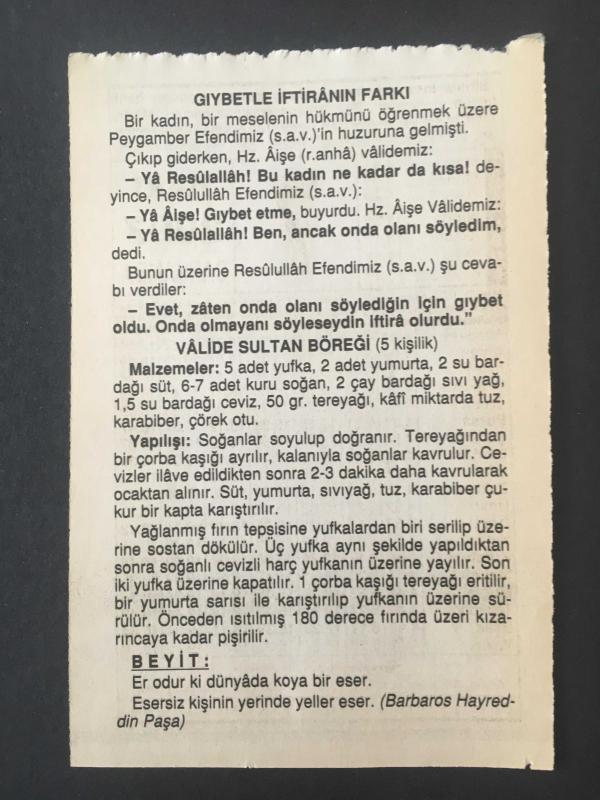 GIYBETLE İFTİRÂNIN FARKI
Bir kadın, bir meselenin hükmünü öğrenmek üzere
Peygamber Efendimiz (s.a.v.)'in huzuruna gelmişti.
Çıkıp giderken, Hz. Âişe (r.anhâ) vâlidemiz:
– Yâ Resûlallâh! Bu kadın ne kadar da kısa! de-
yince, Resûlullâh Efendimiz (s.a.v.):
– Yâ Âişe! Gıybet etme, buyurdu. Hz. Âişe Vâlidemiz:
– Yâ Resûlallâh! Ben, ancak onda olanı söyledim,
dedi.
Bunun üzerine Resûlullâh Efendimiz (s.a.v.) şu ceva-
bı verdiler:
– Evet, zâten onda olanı söylediğin için gıybet
oldu. Onda olmayanı söyleseydin iftirâ olurdu."
VÂLİDE SULTAN BÖREĞİ (5 kişilik)
Malzemeler: 5 adet yufka, 2 adet yumurta, 2 su bar-
dağı süt, 6-7 adet kuru soğan, 2 çay bardağı sıvı yağ,
1,5 su bardağı ceviz, 50 gr. tereyağı, kâfî miktarda tuz,
karabiber, çörek otu.
Yapılışı: Soğanlar soyulup doğranır. Tereyağından
bir çorba kaşığı ayrılır, kalanıyla soğanlar kavrulur. Ce-
vizler ilâve edildikten sonra 2-3 dakika daha kavrularak
ocaktan alınır. Süt, yumurta, sıvıyağ, tuz, karabiber çu-
kur bir kapta karıştırılır.
Yağlanmış fırın tepsisine yufkalardan biri serilip üze-
rine sostan dökülür. Üç yufka aynı şekilde yapıldıktan
sonra soğanlı cevizli harç yufkanın üzerine yayılır. Son
iki yufka üzerine kapatılır. 1 çorba kaşığı tereyağı eritilir,
bir yumurta sarısı ile karıştırılıp yufkanın üzerine sü-
rülür. Önceden ısıtılmış 180 derece fırında üzeri kıza-
rıncaya kadar pişirilir.
BEYİT:
Er odur ki dünyâda koya bir eser.
Esersiz kişinin yerinde yeller eser. (Barbaros Hayred-
din Paşa)